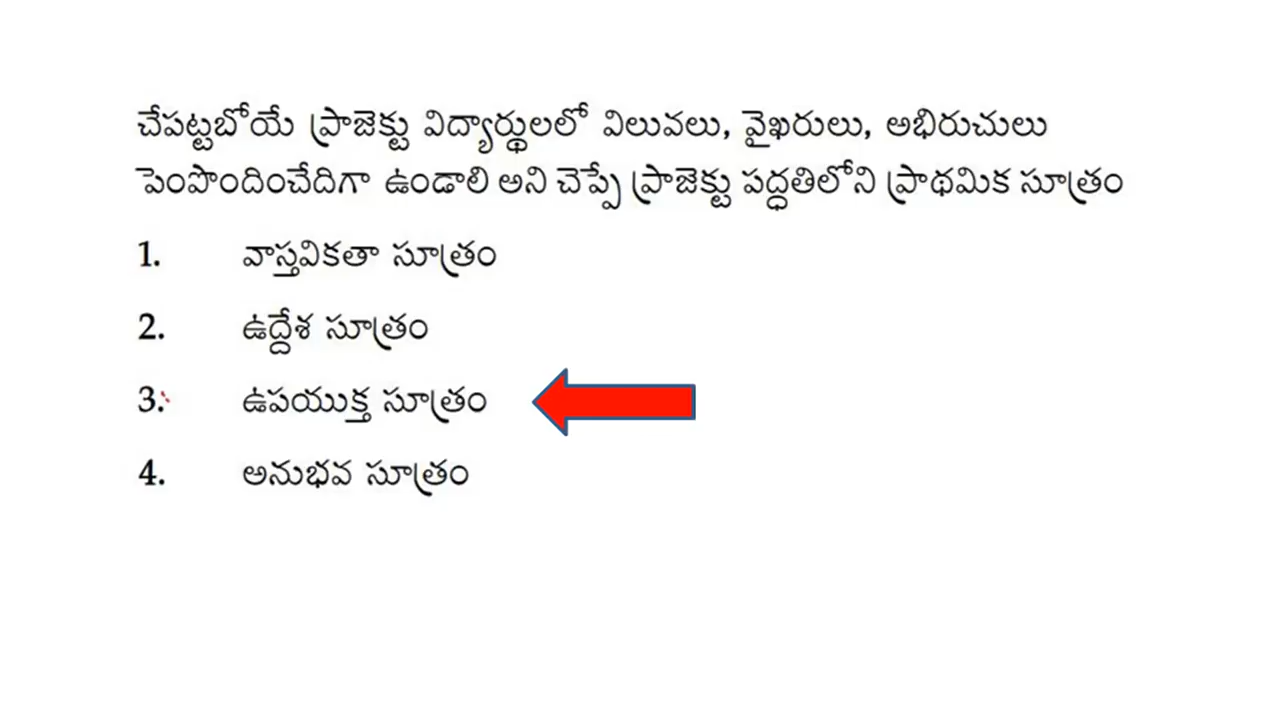 చేపట్టబోయే ప్రాజెక్టు విద్యార్థులలో విలువలు, వైఖరులు, అభిరుచులు
పెంపొందించేదిగా ఉండాలి అని చెప్పే ప్రాజెక్టు పద్ధతిలోని ప్రాథమిక సూత్రం
1. వాస్తవికతా సూత్రం
2. ఉద్దేశ సూత్రం
3. ఉపయుక్త సూత్రం
4. అనుభవ సూత్రం